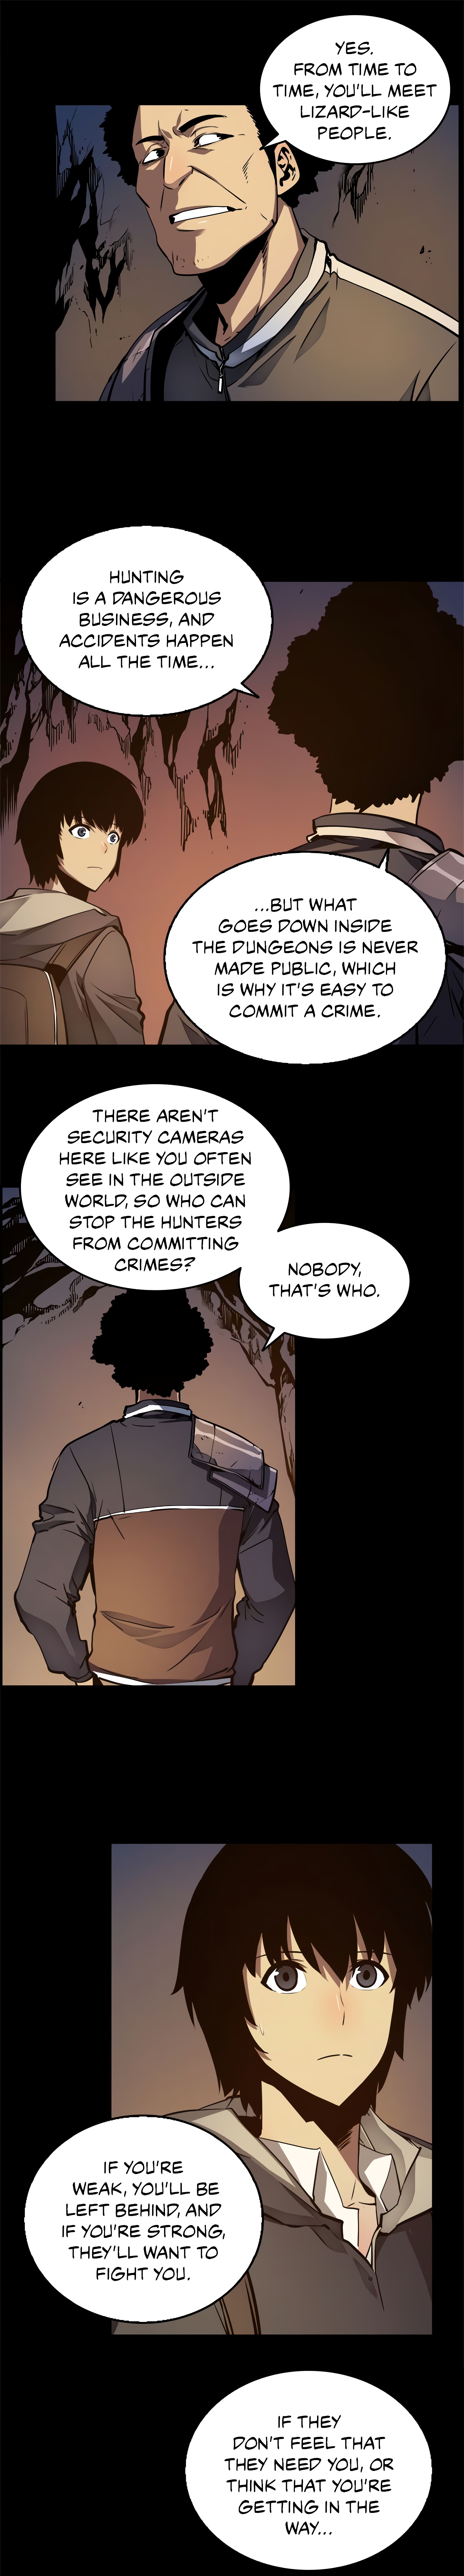 YES.
FROM TIME TO
TIME, YOU'LL MEET
LIZARD-LIKE
PEOPLE.
HUNTING
IS A DANGEROUS
BUSINESS, AND
ACCIDENTS HAPPEN
ALL THE TIME...
...BUT WHAT
GOES DOWN INSIDE
THE DUNGEONS IS NEVER
MADE PUBLIC, WHICH
IS WHY IT'S EASY TO
COMMIT A CRIME.
THERE AREN'T
SECURITY CAMERAS
HERE LIKE YOU OFTEN
SEE IN THE OUTSIDE
WORLD, SO WHO CAN
STOP THE HUNTERS
FROM COMMITTING
CRIMES?
NOBODY,
THAT'S WHO.
IF YOU'RE
WEAK, YOU'LL BE
LEFT BEHIND, AND
IF YOU'RE STRONG,
THEY'LL WANT TO
FIGHT YOU.
IF THEY
DON'T FEEL THAT
THEY NEED YOU, OR
THINK THAT YOU'RE
GETTING IN THE
WAY...